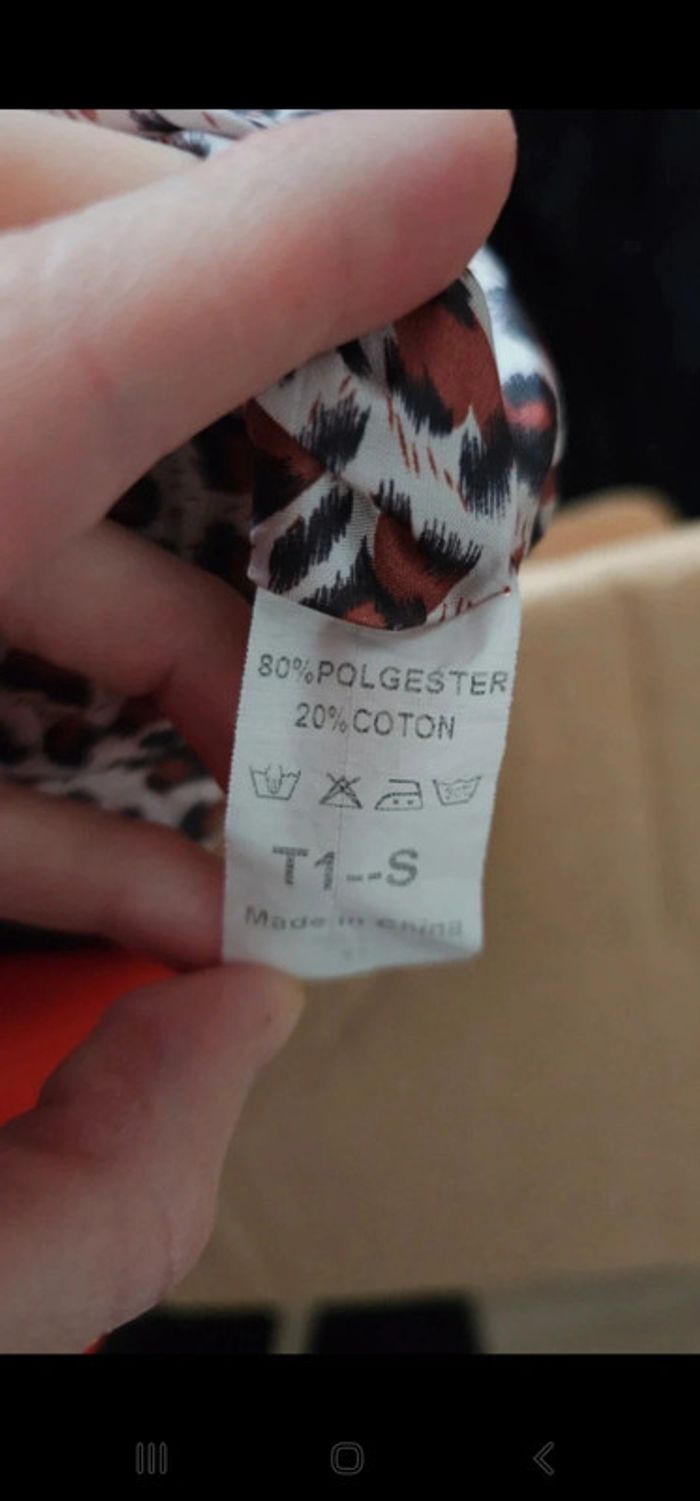 80%POLGESTER
20%COTON
T1--S
Made in china